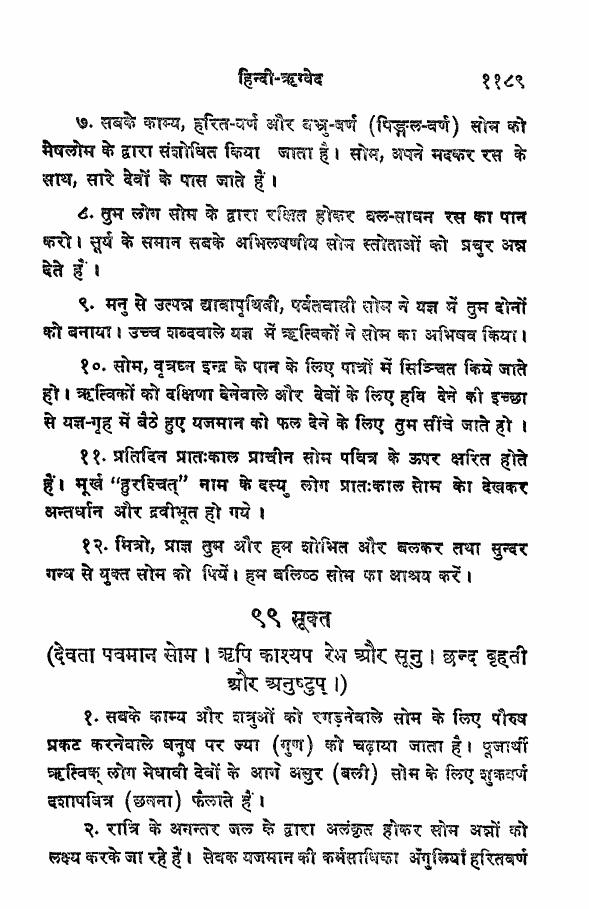 हिन्दी-ऋग्वेद ११८९
७. सबके काम्य, हरित-वर्ण और बभ्रु-वर्ण (पिङ्गल-वर्ण) सोम को
मेषलोम के द्वारा संशोधित किया जाता है। सोम, अपने मदकर रस के
साथ, सारे देवों के पास जाते हैं।
८. तुम लोग सोम के द्वारा रक्षित होकर बल-साधन रस का पान
करो। सूर्य के समान सबके अभिलषणीय सोम स्तोताओं को प्रचुर अन्न
देते हैं।
९. मनु से उत्पन्न द्यावापृथिवी, पर्वतवाली सोम ने यज्ञ में तुम दोनों
को बनाया। उच्च शब्दवाले यज्ञ में ऋत्विकों ने सोम का अभिषव किया।
१०. सोम, वृत्रघ्न इन्द्र के पान के लिए पात्रों में सिञ्चित किये जाते
हो। ऋत्विकों को दक्षिणा देनेवाले और देवों के लिए हवि देने की इच्छा
से यज्ञ-गृह में बैठे हुए यजमान को फल देने के लिए तुम सींचे जाते हो।
११. प्रतिदिन प्रातःकाल प्राचीन सोम पवित्र के ऊपर क्षरित होते
हैं। मूर्ख “हुरश्चित्” नाम के दस्यु लोग प्रातःकाल सोम को देखकर
अन्तर्धान और द्रवीभूत हो गये।
१२. मित्रो, प्राज्ञ तुम और हम शोभित और बलकर तथा सुन्दर
गन्ध से युक्त सोम को पियें। हम बलिष्ठ सोम का आश्रय करें।
९९ सूक्त
(देवता पवमान सोम। ऋषि काश्यप रेभ और सूनु। छन्द बृहती
और अनुष्टुप्।)
१. सबके काम्य और शत्रुओं को रगड़नेवाले सोम के लिए पौरुष
प्रकट करनेवाले धनुष पर ज्या (गुण) को चढ़ाया जाता है। पूजार्थी
ऋत्विक् लोग मेधावी देवों के आगे असुर (बली) सोम के लिए शुक्रवर्ण
दशापवित्र (छनना) फैलाते हैं।
२. रात्रि के अनन्तर जल के द्वारा अलंकृत होकर सोम अन्नों को
लक्ष्य करके जा रहे हैं। सेवक यजमान की कर्मसाधिका अँगुलियाँ हरितवर्ण